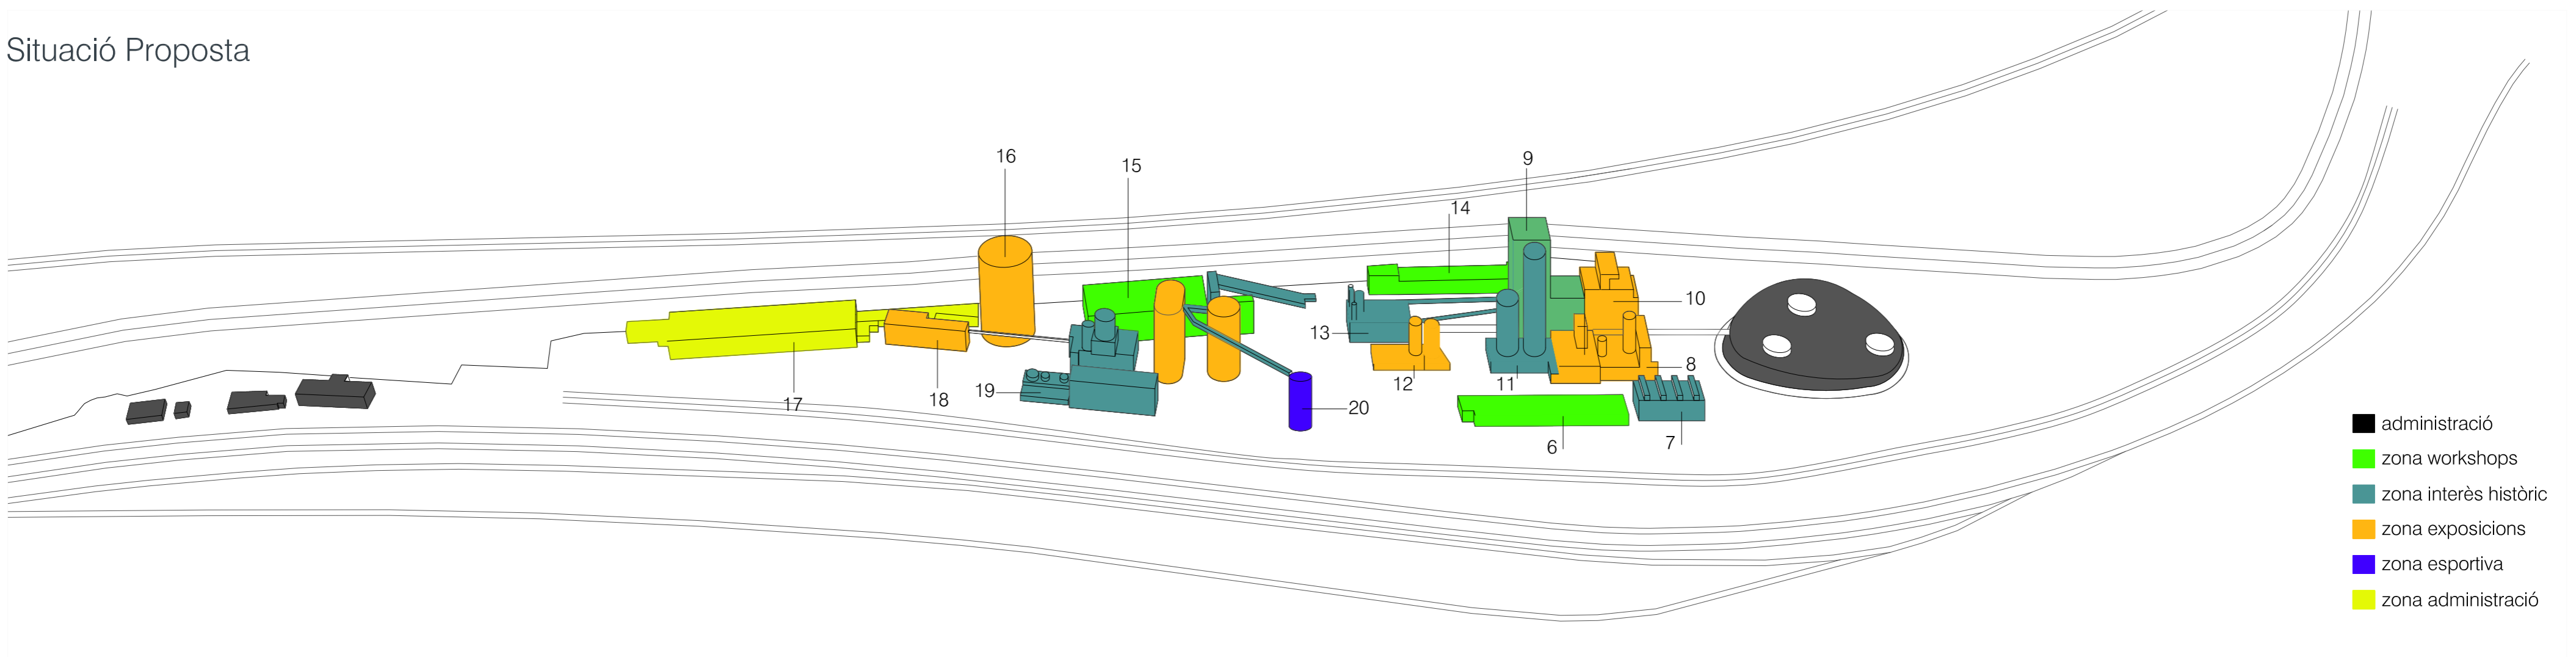 Situació Proposta
16
15
9
14
10
13
8
12
11
19
18
17
20
6
7
administració
zona workshops
zona interès històric
zona exposicions
zona esportiva
zona administració